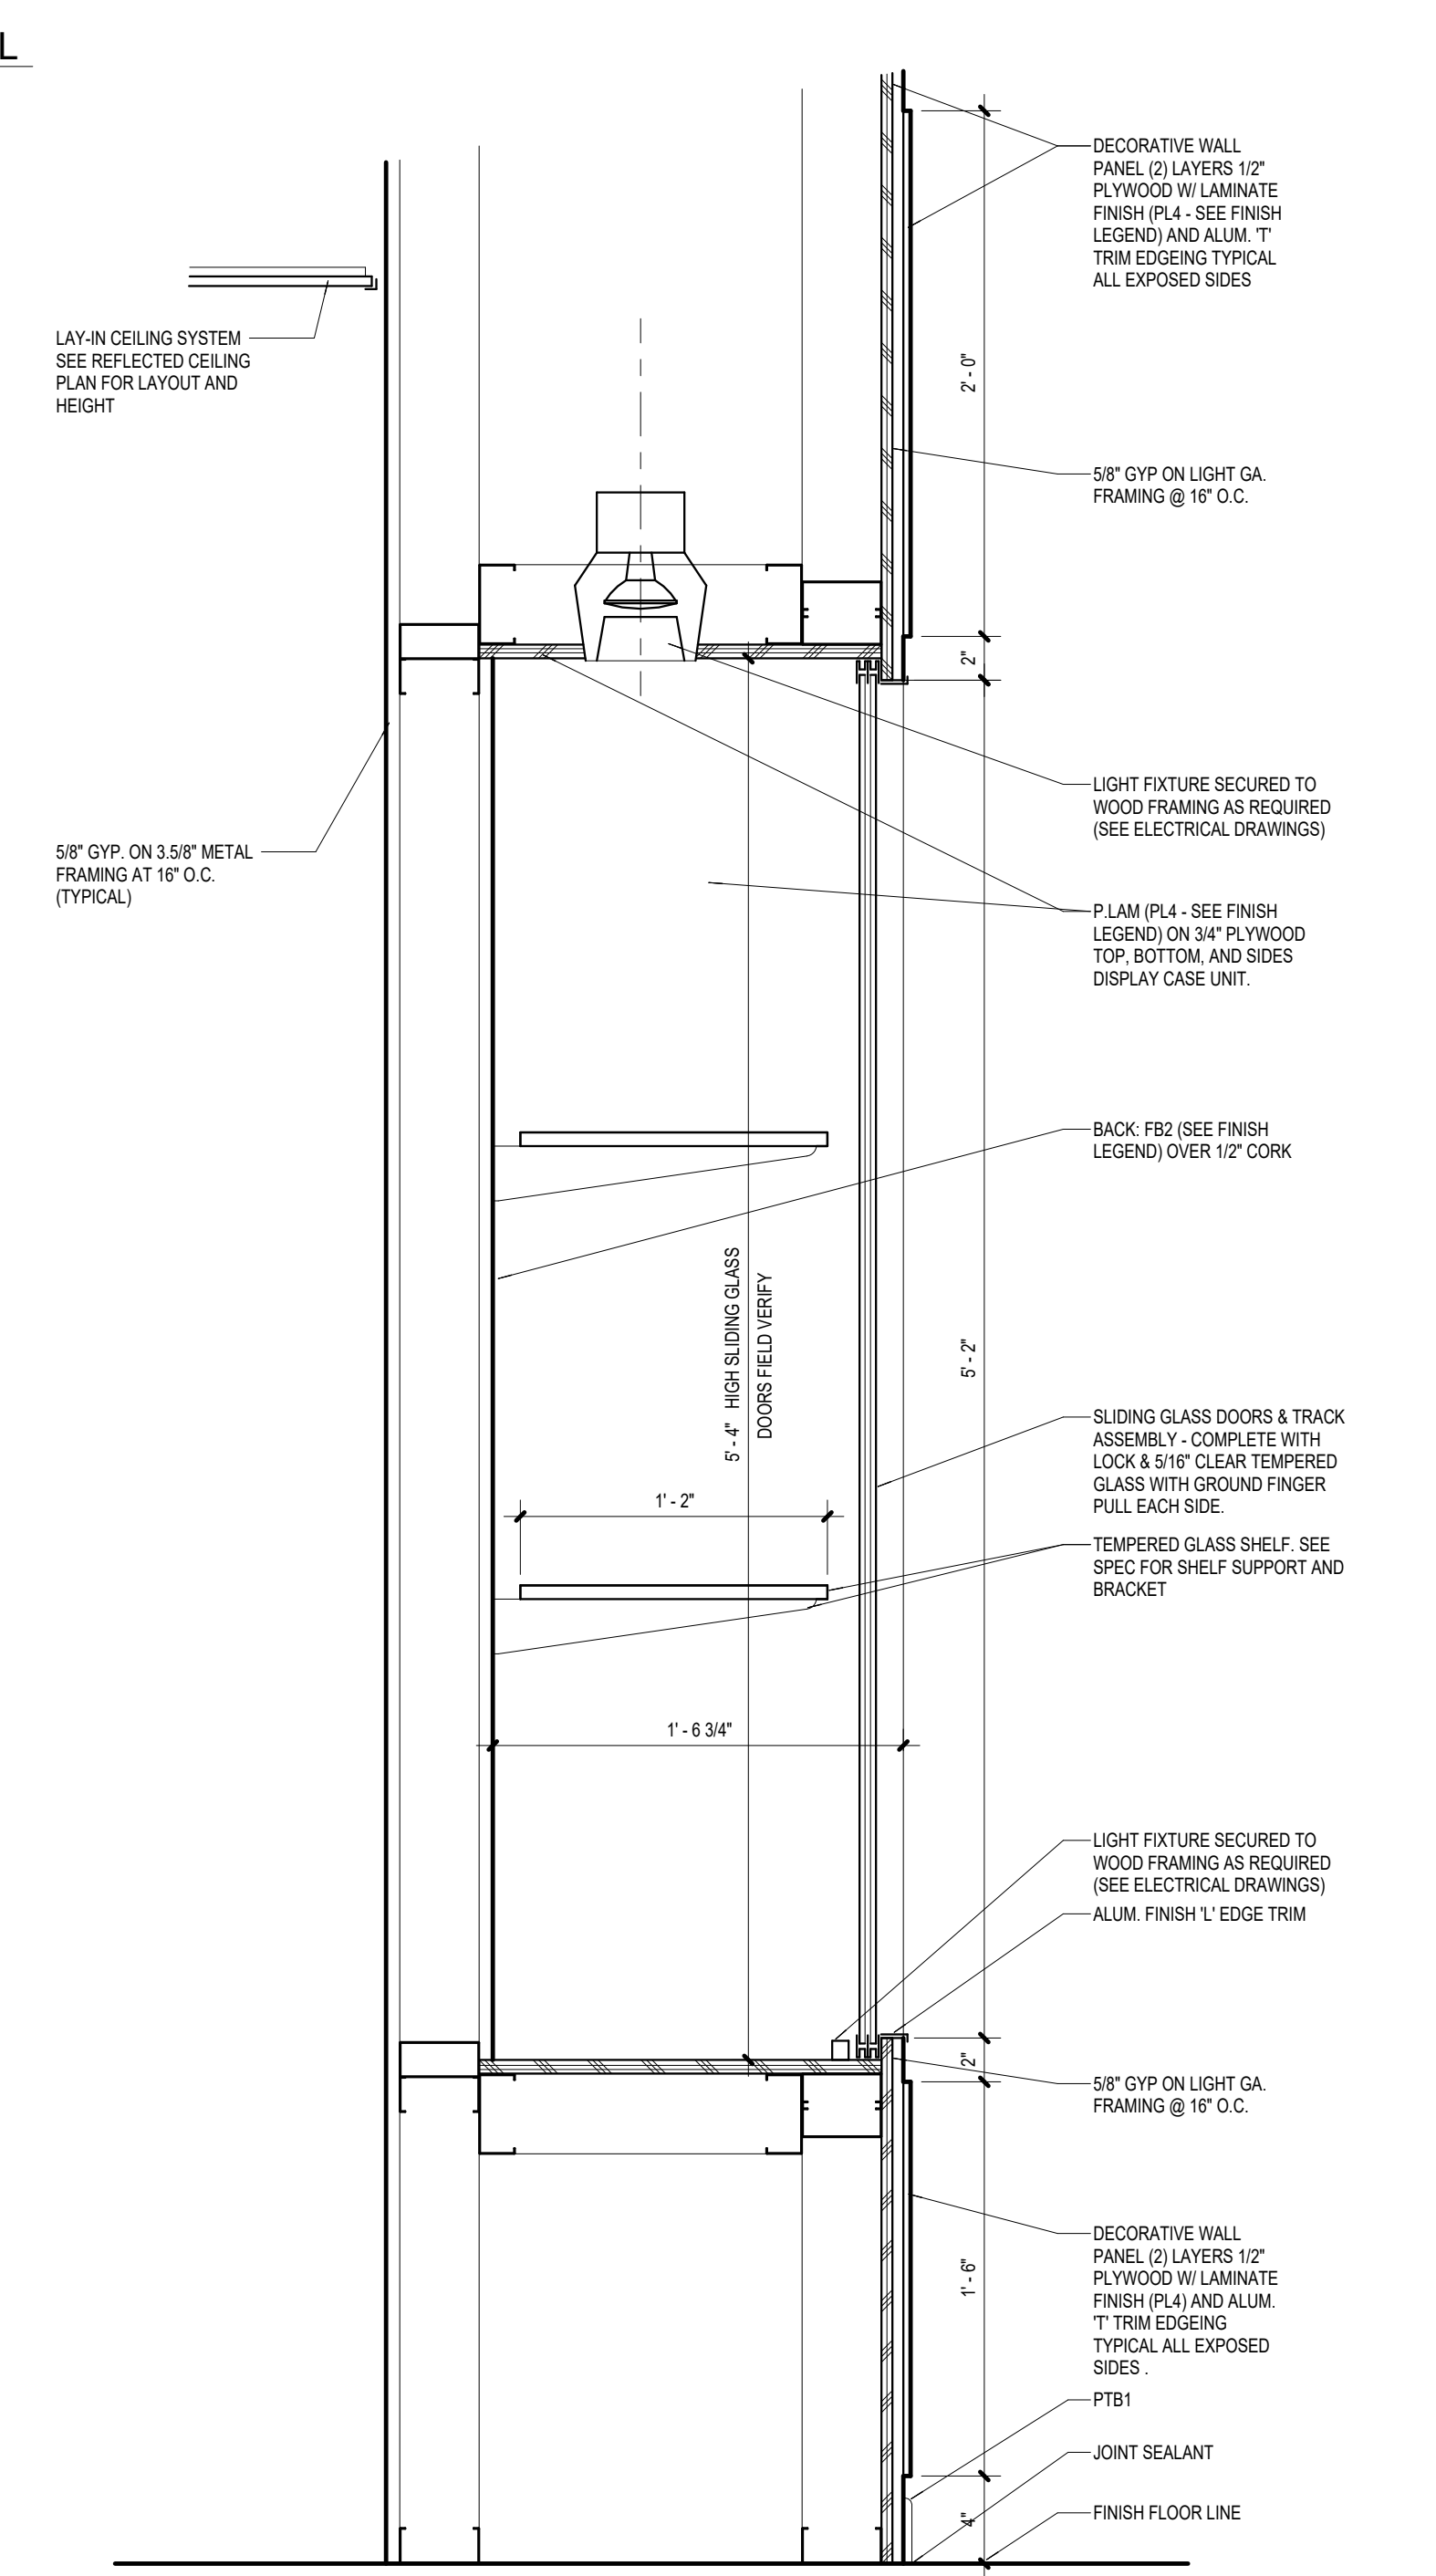 L
DECORATIVE WALL
PANEL (2) LAYERS 1/2"
PLYWOOD W/ LAMINATE
FINISH (PL4 - SEE FINISH
LEGEND) AND ALUM. 'T'
TRIM EDGEING TYPICAL
ALL EXPOSED SIDES
LAY-IN CEILING SYSTEM
SEE REFLECTED CEILING
PLAN FOR LAYOUT AND
HEIGHT
2' - 0"
5/8" GYP ON LIGHT GA.
FRAMING @ 16" O.C.
2"
LIGHT FIXTURE SECURED TO
WOOD FRAMING AS REQUIRED
(SEE ELECTRICAL DRAWINGS)
5/8" GYP. ON 3.5/8" METAL
FRAMING AT 16" O.C.
(TYPICAL)
P.LAM (PL4 - SEE FINISH
LEGEND) ON 3/4" PLYWOOD
TOP, BOTTOM, AND SIDES
DISPLAY CASE UNIT.
BACK: FB2 (SEE FINISH
LEGEND) OVER 1/2" CORK
5' - 4" HIGH SLIDING GLASS
DOORS FIELD VERIFY
5' - 2"
SLIDING GLASS DOORS & TRACK
ASSEMBLY - COMPLETE WITH
LOCK & 5/16" CLEAR TEMPERED
GLASS WITH GROUND FINGER
PULL EACH SIDE.
1' - 2"
TEMPERED GLASS SHELF. SEE
SPEC FOR SHELF SUPPORT AND
BRACKET
1' - 6 3/4"
LIGHT FIXTURE SECURED TO
WOOD FRAMING AS REQUIRED
(SEE ELECTRICAL DRAWINGS)
ALUM. FINISH 'L' EDGE TRIM
2"
5/8" GYP ON LIGHT GA.
FRAMING @ 16" O.C.
DECORATIVE WALL
PANEL (2) LAYERS 1/2"
PLYWOOD W/ LAMINATE
FINISH (PL4) AND ALUM.
'T' TRIM EDGEING
TYPICAL ALL EXPOSED
SIDES .
1' - 6"
PTB1
JOINT SEALANT
4"
FINISH FLOOR LINE